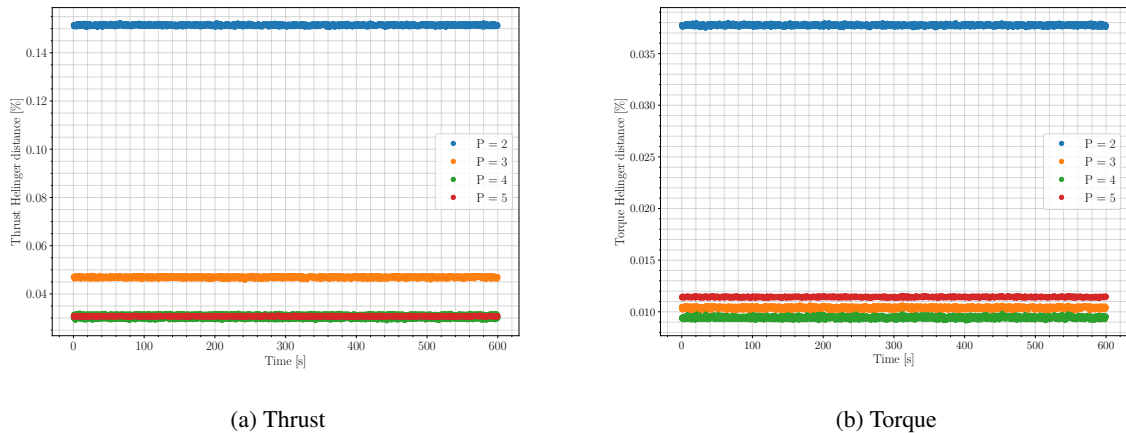 Thrust Helinger distance [%]
0.14
0.12
0.10
0.08
0.06
0.04
P = 2
P = 3
P = 4
P = 5
0 100 200 300 400 500 600
Time [s]
(a) Thrust
Torque Helinger distance [%]
0.035
0.030
0.025
0.020
0.015
0.010
P = 2
P = 3
P = 4
P = 5
0 100 200 300 400 500 600
Time [s]
(b) Torque